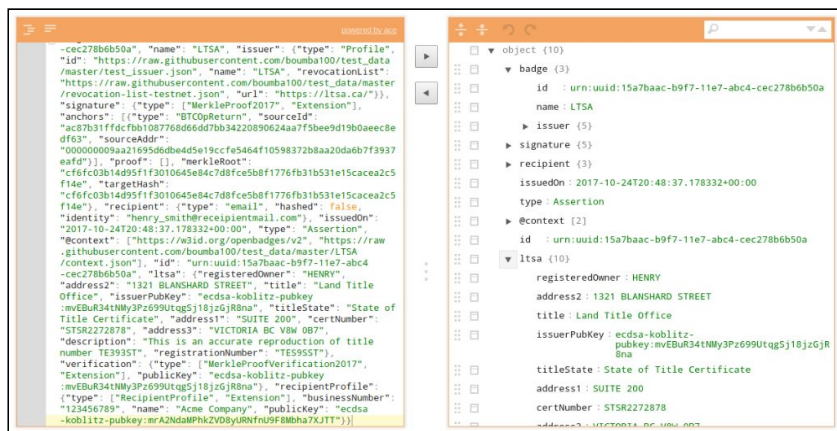 powered by ace
-cec278b6b50a", "name": "LTSA", "issuer": {"type": "Profile",
"id": "https://raw.githubusercontent.com/boumba100/test_data
/master/test_issuer.json", "name": "LTSA", "revocationList":
"https://raw.githubusercontent.com/boumba100/test_data/master
/revocation-list-testnet.json", "url": "https://ltsa.ca/"}},
"signature": {"type": ["MerkleProof2017", "Extension"],
"anchors": [{"type": "BTCOpReturn", "sourceId":
"ac87b31ffdcfbb1087768d66dd7bb34220890624aa7f5bee9d19b0aeec8e
df63", "sourceAddr":
"000000009aa21695d6dbe4d5e19ccfe5464f10598372b8aa20da6b7f3937
eafd"}], "proof": [], "merkleRoot":
"cf6fc03b14d95f1f3010645e84c7d8fce5b8f1776fb31b531e15cacea2c5
f14e", "targetHash":
"cf6fc03b14d95f1f3010645e84c7d8fce5b8f1776fb31b531e15cacea2c5
f14e"}, "recipient": {"type": "email", "hashed": false,
"identity": "henry_smith@receipientmail.com"}, "issuedOn":
"2017-10-24T20:48:37.178332+00:00", "type": "Assertion",
"@context": ["https://w3id.org/openbadges/v2", "https://raw
.githubusercontent.com/boumba100/test_data/master/LTSA
/context.json"], "id": "urn:uuid:15a7baac-b9f7-11e7-abc4
-cec278b6b50a", "ltsa": {"registeredOwner": "HENRY",
"address2": "1321 BLANSHARD STREET", "title": "Land Title
Office", "issuerPubKey": "ecdsa-koblitz-pubkey
:mvEBuR34tNMy3Pz699UtqgSj18jzGjR8na", "titleState": "State of
Title Certificate", "address1": "SUITE 200", "certNumber":
"STSR2272878", "address3": "VICTORIA BC V8W 0B7",
"description": "This is an accurate reproduction of title
number TE393ST", "registrationNumber": "TES9SST"},
"verification": {"type": ["MerkleProofVerification2017",
"Extension"], "publicKey": "ecdsa-koblitz-pubkey
:mvEBuR34tNMy3Pz699UtqgSj18jzGjR8na"}, "recipientProfile":
{"type": ["RecipientProfile", "Extension"], "businessNumber":
"123456789", "name": "Acme Company", "publicKey": "ecdsa
-koblitz-pubkey:mrA2NdaMPhkZVD8yURNfnU9F8Mbha7XJTT"}}
object {10}
badge {3}
id : urn:uuid:15a7baac-b9f7-11e7-abc4-cec278b6b50a
name : LTSA
issuer {5}
signature {5}
recipient {3}
issuedOn : 2017-10-24T20:48:37.178332+00:00
type : Assertion
@context [2]
id : urn:uuid:15a7baac-b9f7-11e7-abc4-cec278b6b50a
ltsa {10}
registeredOwner : HENRY
address2 : 1321 BLANSHARD STREET
title : Land Title Office
issuerPubKey : ecdsa-koblitz-
pubkey:mvEBuR34tNMy3Pz699UtqgSj18jzGjR
8na
titleState : State of Title Certificate
address1 : SUITE 200
certNumber : STSR2272878
address3 : VICTORIA BC V8W 0B7